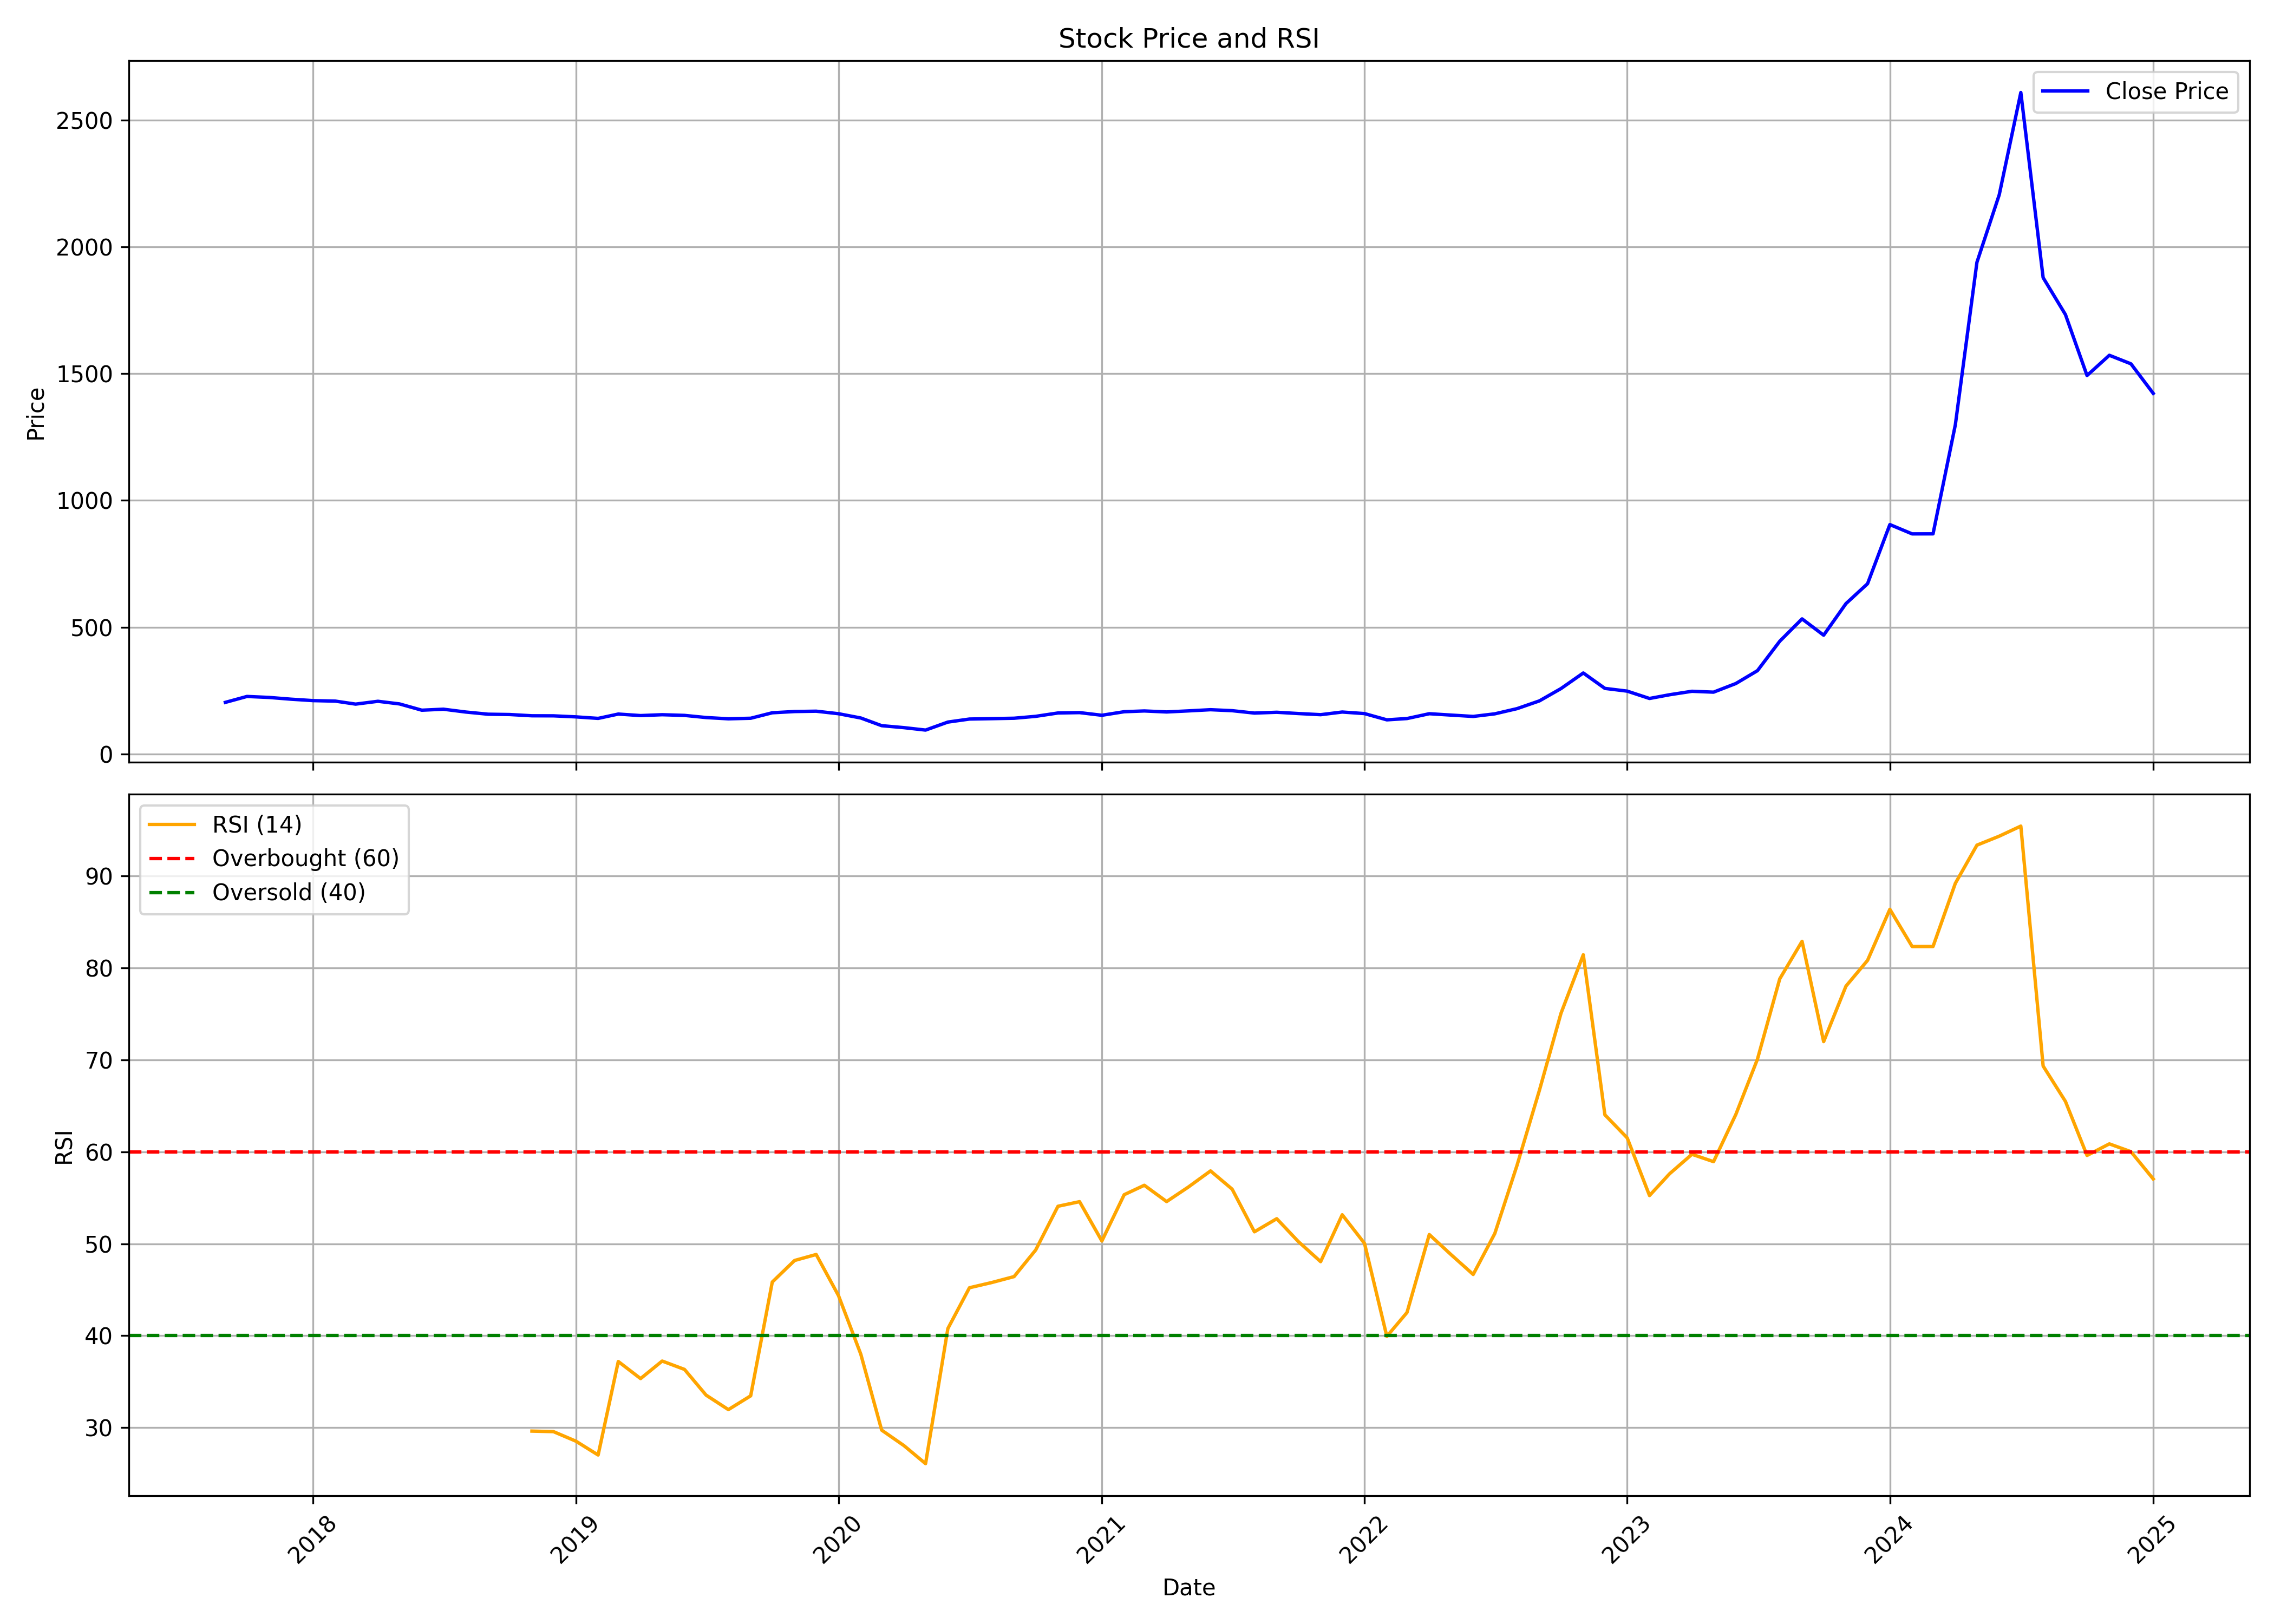 Stock Price and RSI
Close Price
2500
2000
1500
1000
500
0
Price
RSI (14)
Overbought (60)
Oversold (40)
90
80
70
60
50
40
30
RSI
2018
2019
2020
2021
2022
2023
2024
2025
Date